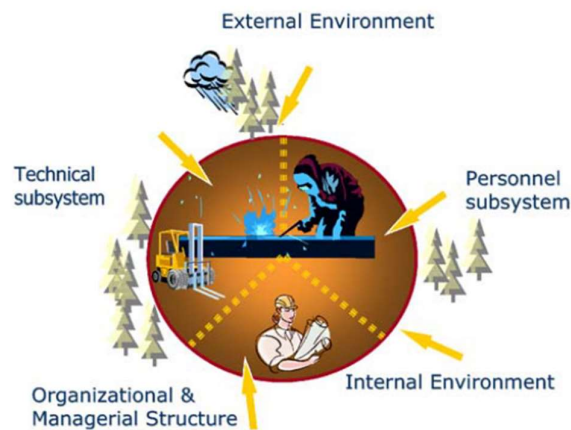 External Environment
Technical
subsystem
Personnel
subsystem
Internal Environment
Organizational &
Managerial Structure